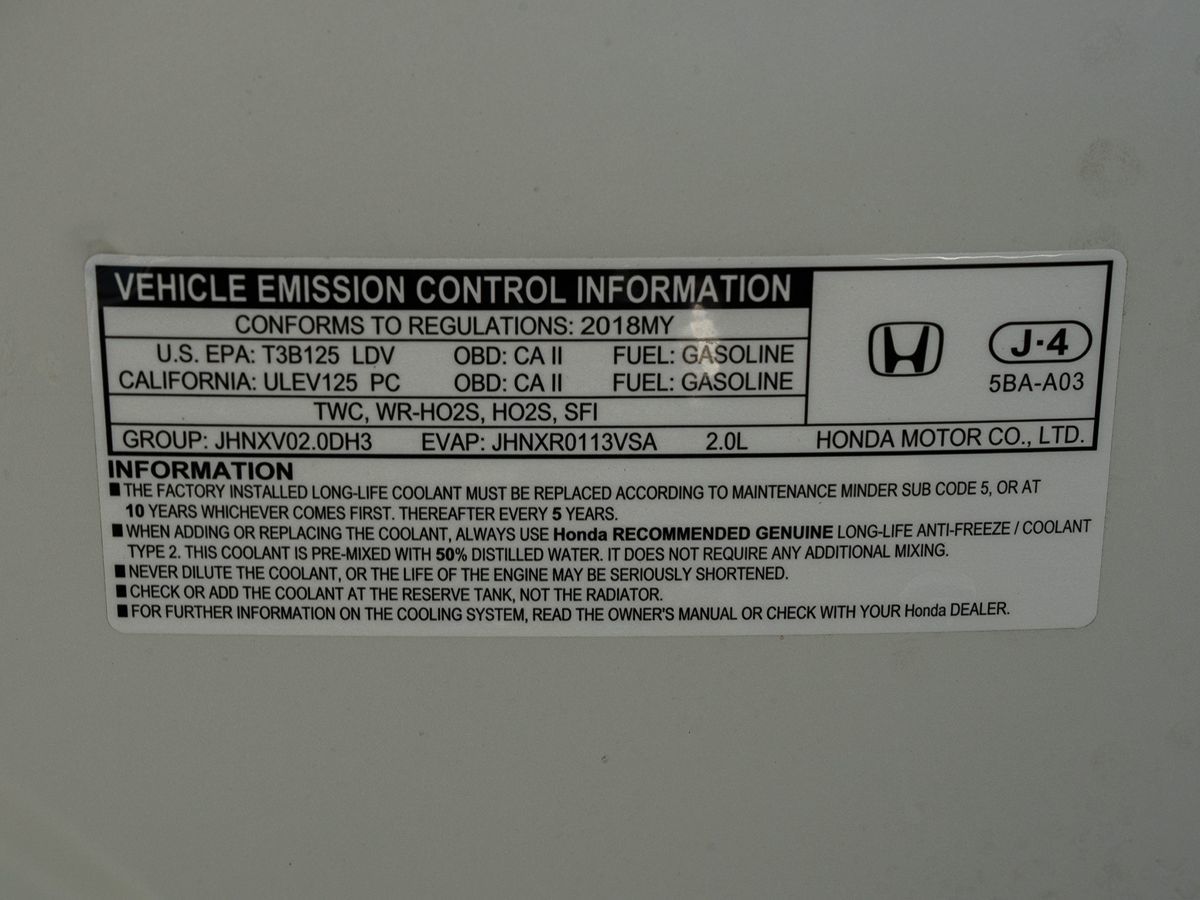 VEHICLE EMISSION CONTROL INFORMATION
CONFORMS TO REGULATIONS: 2018MY
U.S. EPA: T3B125 LDV OBD: CA II FUEL: GASOLINE
CALIFORNIA: ULEV125 PC OBD: CA II FUEL: GASOLINE
TWC, WR-HO2S, HO2S, SFI
J·4
5BA-A03
GROUP: JHNXV02.0DH3 EVAP: JHNXR0113VSA 2.0L HONDA MOTOR CO., LTD.
INFORMATION
■ THE FACTORY INSTALLED LONG-LIFE COOLANT MUST BE REPLACED ACCORDING TO MAINTENANCE MINDER SUB CODE 5, OR AT
10 YEARS WHICHEVER COMES FIRST. THEREAFTER EVERY 5 YEARS.
■ WHEN ADDING OR REPLACING THE COOLANT, ALWAYS USE Honda RECOMMENDED GENUINE LONG-LIFE ANTI-FREEZE / COOLANT
TYPE 2. THIS COOLANT IS PRE-MIXED WITH 50% DISTILLED WATER. IT DOES NOT REQUIRE ANY ADDITIONAL MIXING.
■ NEVER DILUTE THE COOLANT, OR THE LIFE OF THE ENGINE MAY BE SERIOUSLY SHORTENED.
■ CHECK OR ADD THE COOLANT AT THE RESERVE TANK, NOT THE RADIATOR.
■ FOR FURTHER INFORMATION ON THE COOLING SYSTEM, READ THE OWNER'S MANUAL OR CHECK WITH YOUR Honda DEALER.